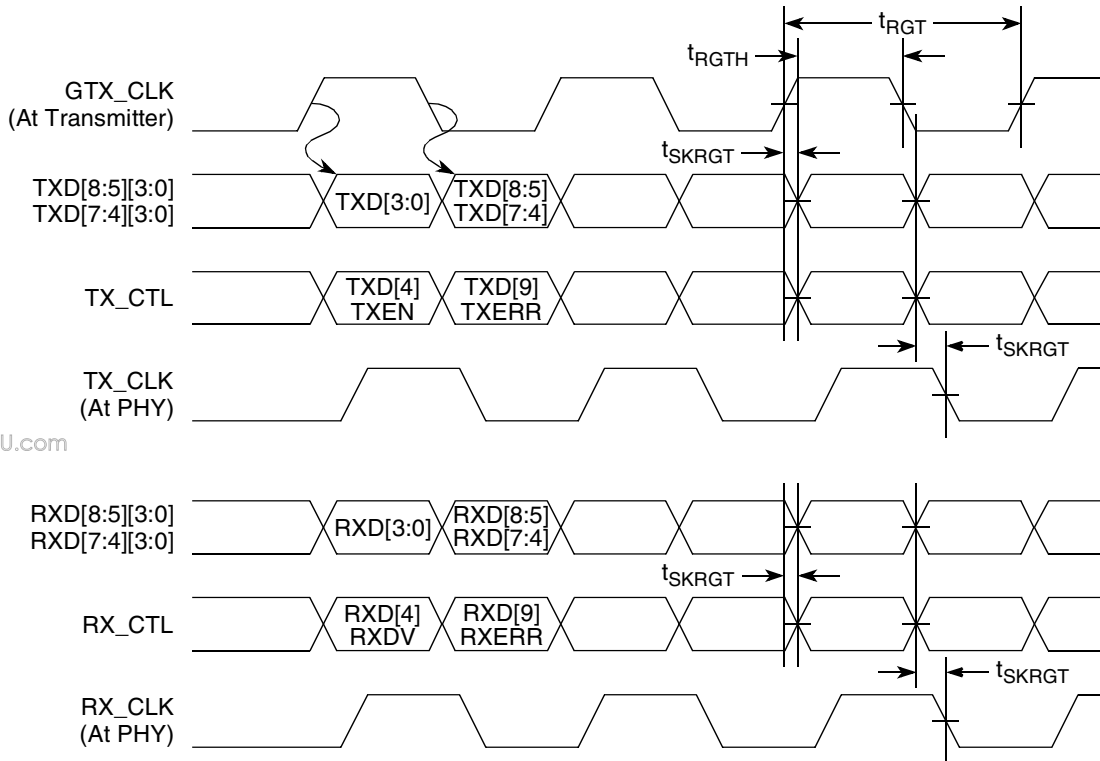 tRGT
tRGTH
GTX_CLK
(At Transmitter)
tSKRGT
TXD[8:5][3:0]
TXD[7:4][3:0]
TXD[3:0]
TXD[8:5]
TXD[7:4]
TX_CTL
TXD[4]
TXEN
TXD[9]
TXERR
tSKRGT
TX_CLK
(At PHY)
U.com
RXD[8:5][3:0]
RXD[7:4][3:0]
RXD[3:0]
RXD[8:5]
RXD[7:4]
tSKRGT
RX_CTL
RXD[4]
RXDV
RXD[9]
RXERR
tSKRGT
RX_CLK
(At PHY)